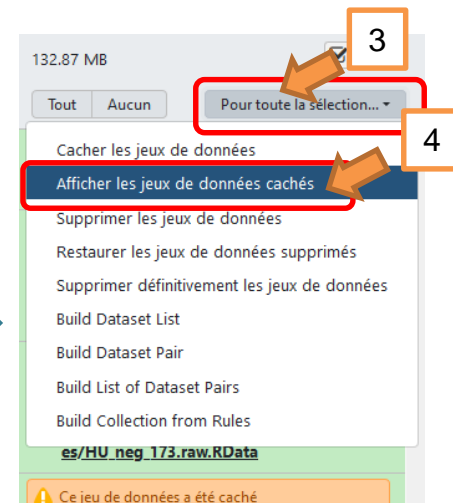 3
132.87 MB
Tout Aucun Pour toute la sélection...
4
Cacher les jeux de données
Afficher les jeux de données cachés
Supprimer les jeux de données
Restaurer les jeux de données supprimés
Supprimer définitivement les jeux de données
Build Dataset List
Build Dataset Pair
Build List of Dataset Pairs
Build Collection from Rules
es/HU_neg_173.raw.RData
Ce jeu de données a été caché